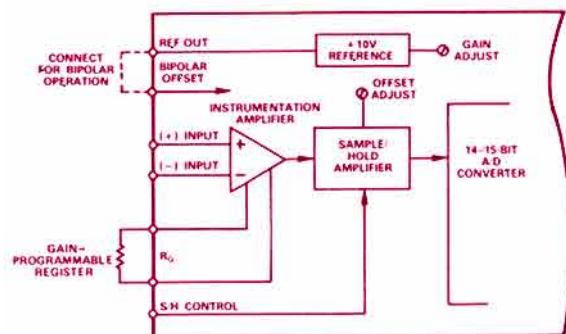 REF OUT
CONNECT
FOR BIPOLAR
OPERATION
BIPOLAR
OFFSET
+10V
REFERENCE
GAIN
ADJUST
OFFSET
ADJUST
INSTRUMENTATION
AMPLIFIER
(+) INPUT
+
(-) INPUT
-
SAMPLE/
HOLD
AMPLIFIER
14-15-BIT
A/D
CONVERTER
GAIN-
PROGRAMMABLE
REGISTER
RG
S/H CONTROL